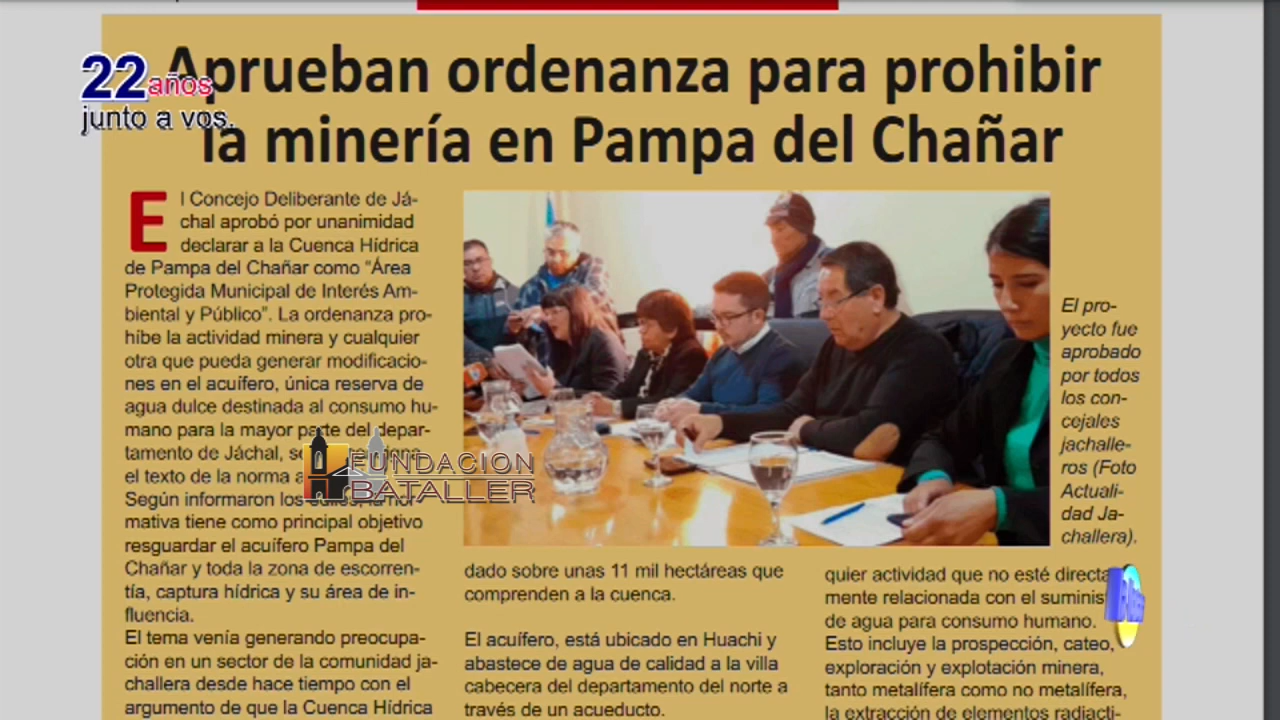 22 años
junto a vos.
Aprueban ordenanza para prohibir
la minería en Pampa del Chañar
El Concejo Deliberante de Já-
chal aprobó por unanimidad
declarar a la Cuenca Hídrica
de Pampa del Chañar como “Área
Protegida Municipal de Interés Am-
biental y Público”. La ordenanza pro-
híbe la actividad minera y cualquier
otra que pueda generar modificacio-
nes en el acuífero, única reserva de
agua dulce destinada al consumo hu-
mano para la mayor parte del depar-
tamento de Jáchal,
el texto de la norma
Según informaron los
mativa tiene como principal objetivo
resguardar el acuífero Pampa del
Chañar y toda la zona de escorren-
tía, captura hídrica y su área de in-
fluencia.
El tema venía generando preocupa-
ción en un sector de la comunidad ja-
challera desde hace tiempo con el
argumento de que la Cuenca Hídrica
FUNDACION
BATALLER
El pro-
yecto fue
aprobado
por todos
los con-
cejales
jachalle-
ros (Foto
Actuali-
dad Ja-
challera).
dado sobre unas 11 mil hectáreas que
comprenden a la cuenca.
El acuífero, está ubicado en Huachi y
abastece de agua de calidad a la villa
cabecera del departamento del norte a
través de un acueducto.
quier actividad que no esté directa-
mente relacionada con el suminis
de agua para consumo humano.
Esto incluye la prospección, cateo,
exploración y explotación minera,
tanto metalífera como no metalífera,
la extracción de elementos radiacti-